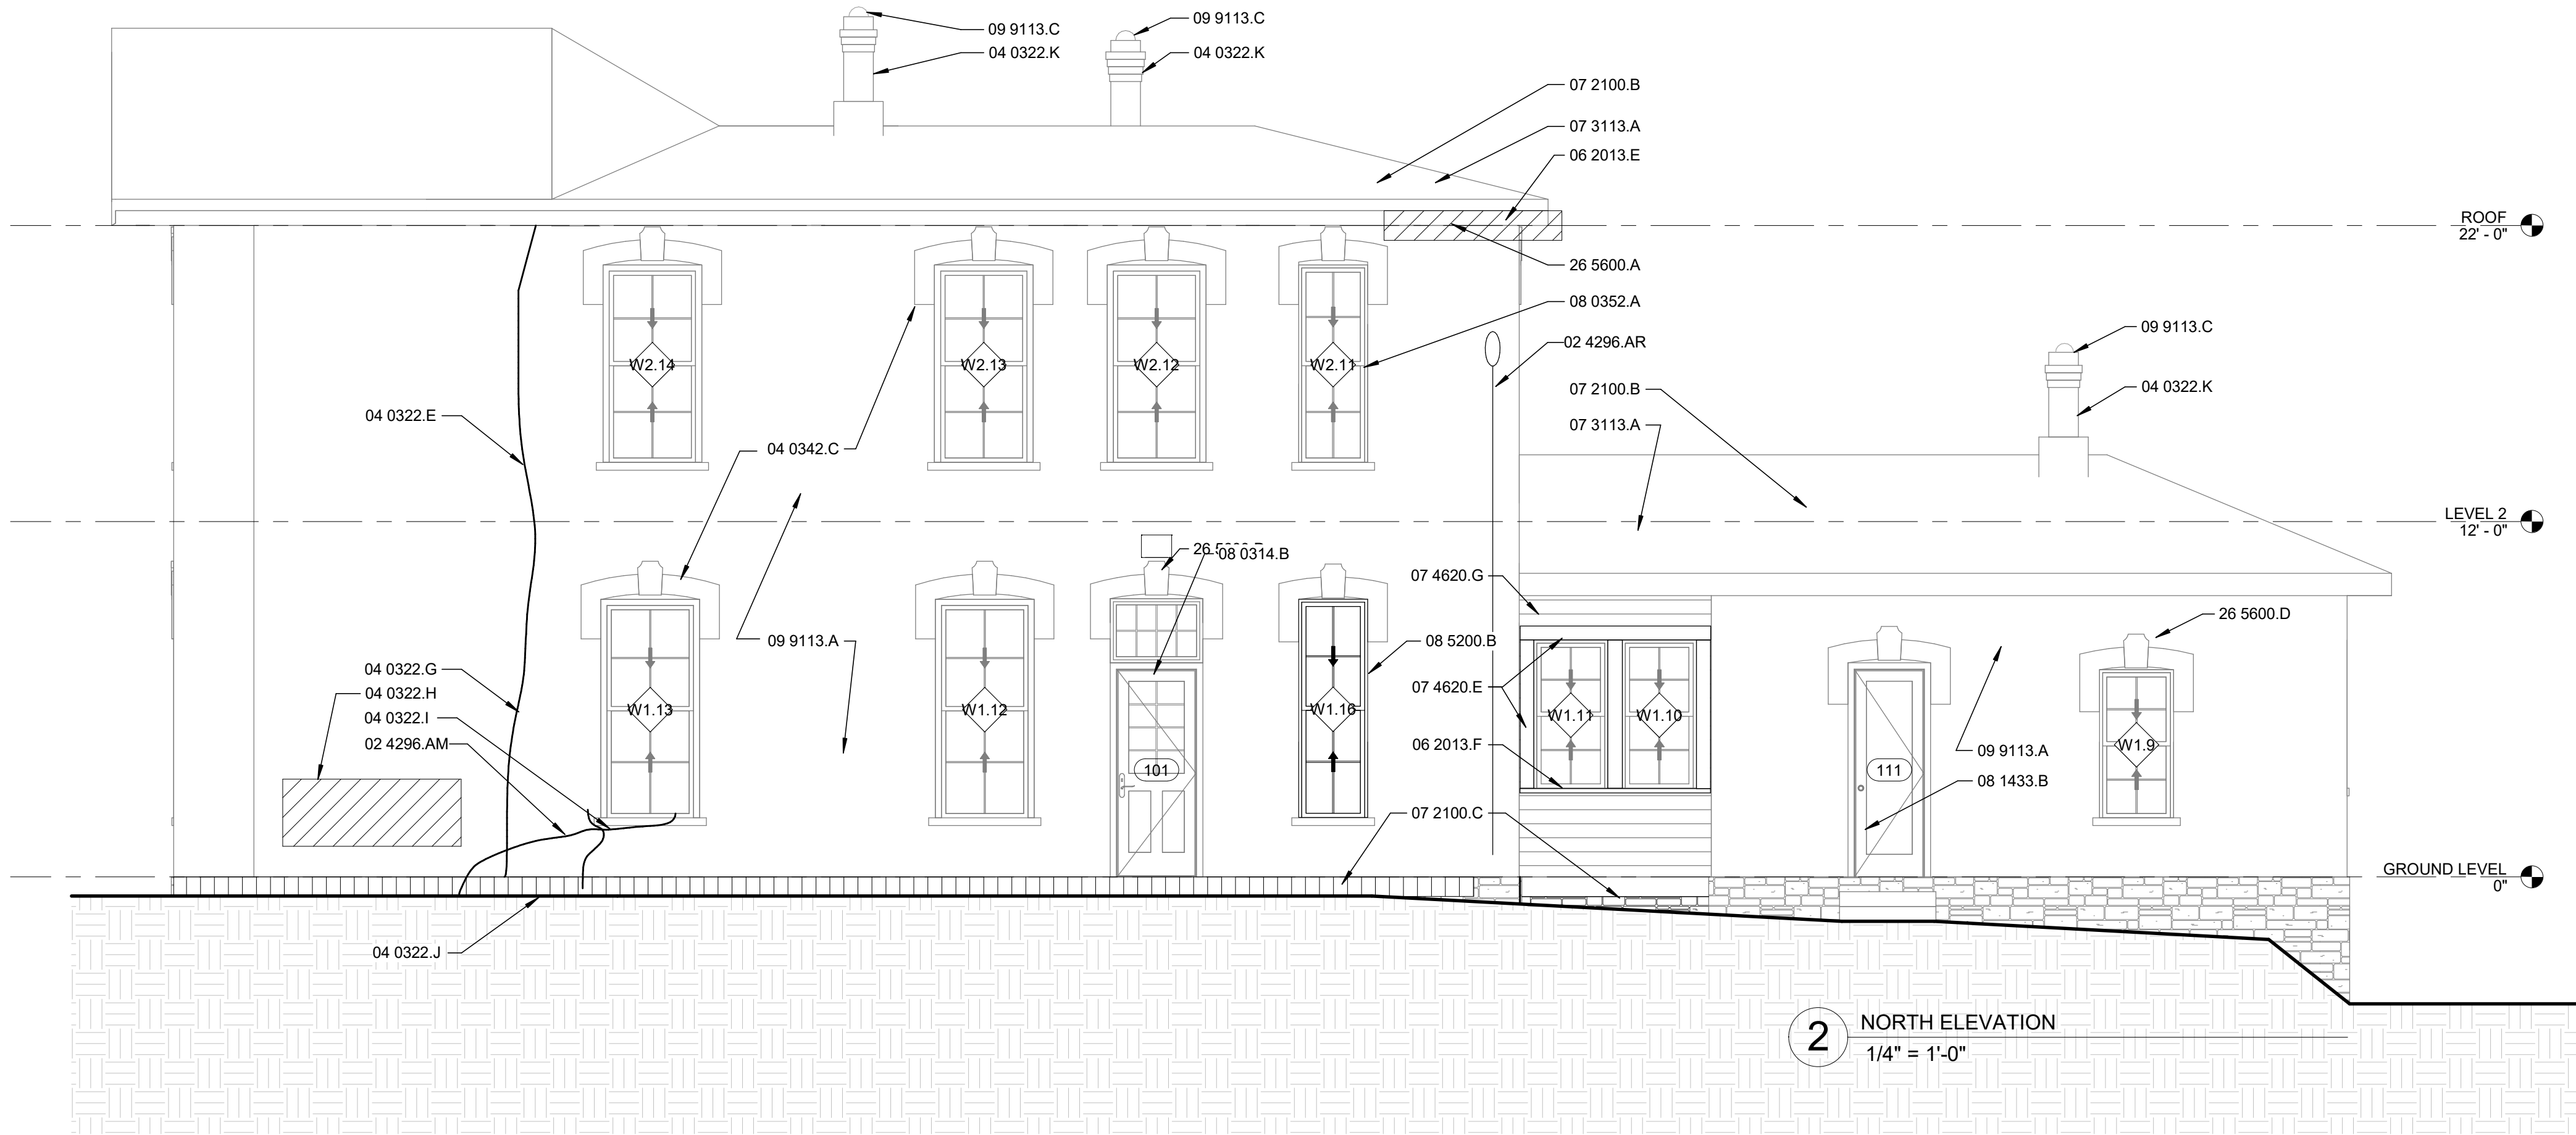 09 9113.C
09 9113.C
04 0322.K
04 0322.K
07 2100.B
07 3113.A
06 2013.E
ROOF
22' - 0"
26 5600.A
08 0352.A
09 9113.C
02 4296.AR
W2.14
W2.13
W2.12
W2.11
07 2100.B
04 0322.K
04 0322.E
07 3113.A
04 0342.C
LEVEL 2
12' - 0"
26
08 0314.B
07 4620.G
26 5600.D
09 9113.A
08 5200.B
04 0322.G
07 4620.E
04 0322.H
W1.13
W1.12
W1.16
W1.11
W1.10
04 0322.I
02 4296.AM
06 2013.F
W1.9
09 9113.A
101
111
08 1433.B
07 2100.C
GROUND LEVEL
0"
04 0322.J
2
NORTH ELEVATION
1/4" = 1'-0"